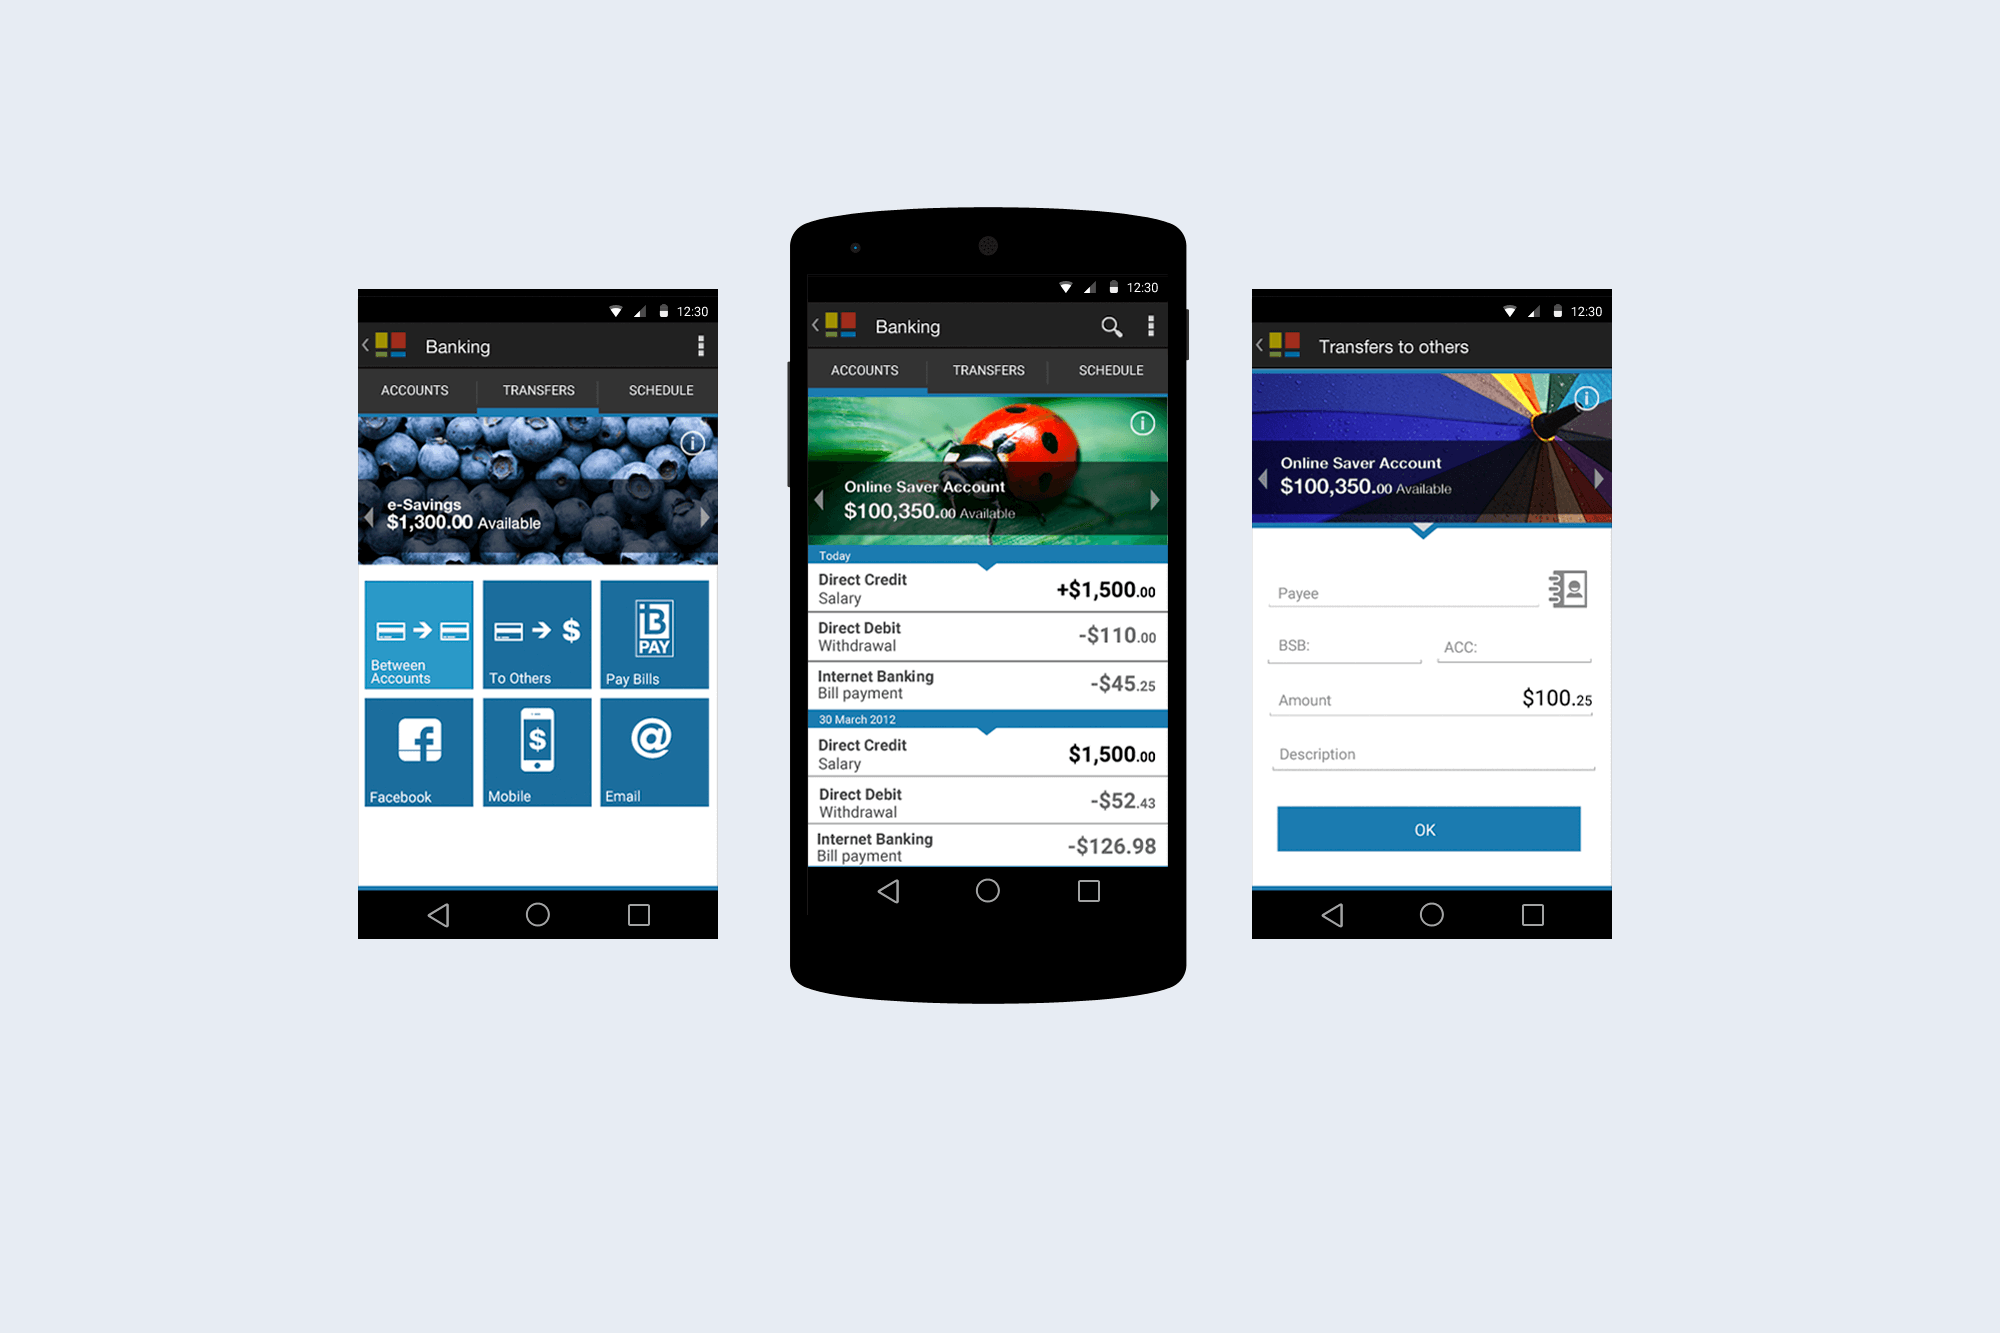 12:30
Banking
ACCOUNTS TRANSFERS SCHEDULE
e-Savings
$1,300.00 Available
Between
Accounts
To Others
B
PAY
Pay Bills
f
Facebook
$
Mobile
@
Email
12:30
Banking
ACCOUNTS TRANSFERS SCHEDULE
Online Saver Account
$100,350.00 Available
Today
Direct Credit
Salary
+$1,500.00
Direct Debit
Withdrawal
-$110.00
Internet Banking
Bill payment
-$45.25
30 March 2012
Direct Credit
Salary
$1,500.00
Direct Debit
Withdrawal
-$52.43
Internet Banking
Bill payment
-$126.98
12:30
Transfers to others
Online Saver Account
$100,350.00 Available
Payee
BSB: ACC:
Amount $100.25
Description
OK